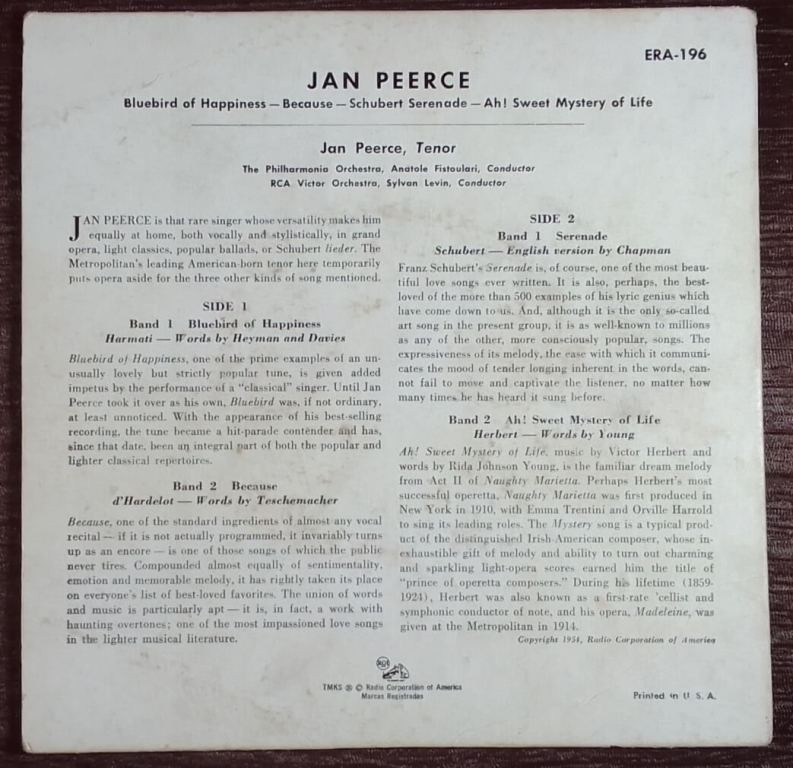 ERA-196
JAN PEERCE
Bluebird of Happiness — Because — Schubert Serenade — Ah! Sweet Mystery of Life
Jan Peerce, Tenor
The Philharmonia Orchestra, Anatole Fistoulari, Conductor
RCA Victor Orchestra, Sylvan Levin, Conductor
JAN PEERCE is that rare singer whose versatility makes him
equally at home, both vocally and stylistically, in grand
opera, light classics, popular ballads, or Schubert lieder. The
Metropolitan's leading American-born tenor here temporarily
puts opera aside for the three other kinds of song mentioned.
SIDE 1
Band 1 Bluebird of Happiness
Harmati — Words by Heyman and Davies
Bluebird of Happiness, one of the prime examples of an un-
usually lovely but strictly popular tune, is given added
impetus by the performance of a "classical" singer. Until Jan
Peerce took it over as his own, Bluebird was, if not ordinary,
at least unnoticed. With the appearance of his best-selling
recording, the tune became a hit-parade contender and has,
since that date, been an integral part of both the popular and
lighter classical repertoires.
Band 2 Because
d'Hardelot — Words by Teschemacher
Because, one of the standard ingredients of almost any vocal
recital — if it is not actually programmed, it invariably turns
up as an encore — is one of those songs of which the public
never tires. Compounded almost equally of sentimentality,
emotion and memorable melody, it has rightly taken its place
on everyone's list of best-loved favorites. The union of words
and music is particularly apt — it is, in fact, a work with
haunting overtones; one of the most impassioned love songs
in the lighter musical literature.
SIDE 2
Band 1 Serenade
Schubert — English version by Chapman
Franz Schubert's Serenade is, of course, one of the most beau-
tiful love songs ever written. It is also, perhaps, the best-
loved of the more than 500 examples of his lyric genius which
have come down to us. And, although it is the only so-called
art song in the present group, it is as well-known to millions
as any of the other, more consciously popular, songs. The
expressiveness of its melody, the ease with which it communi-
cates the mood of tender longing inherent in the words, can-
not fail to move and captivate the listener, no matter how
many times he has heard it sung before.
Band 2 Ah! Sweet Mystery of Life
Herbert — Words by Young
Ah! Sweet Mystery of Life, music by Victor Herbert and
words by Rida Johnson Young, is the familiar dream melody
from Act II of Naughty Marietta. Perhaps Herbert's most
successful operetta, Naughty Marietta was first produced in
New York in 1910, with Emma Trentini and Orville Harrold
to sing its leading roles. The Mystery song is a typical prod-
uct of the distinguished Irish-American composer, whose in-
exhaustible gift of melody and ability to turn out charming
and sparkling light-opera scores earned him the title of
"prince of operetta composers." During his lifetime (1859-
1924), Herbert was also known as a first-rate 'cellist and
symphonic conductor of note, and his opera, Madeleine, was
given at the Metropolitan in 1914.
Copyright 1954, Radio Corporation of America
RCA
TMKS ® © Radio Corporation of America
Marcas Registradas
Printed in U. S. A.